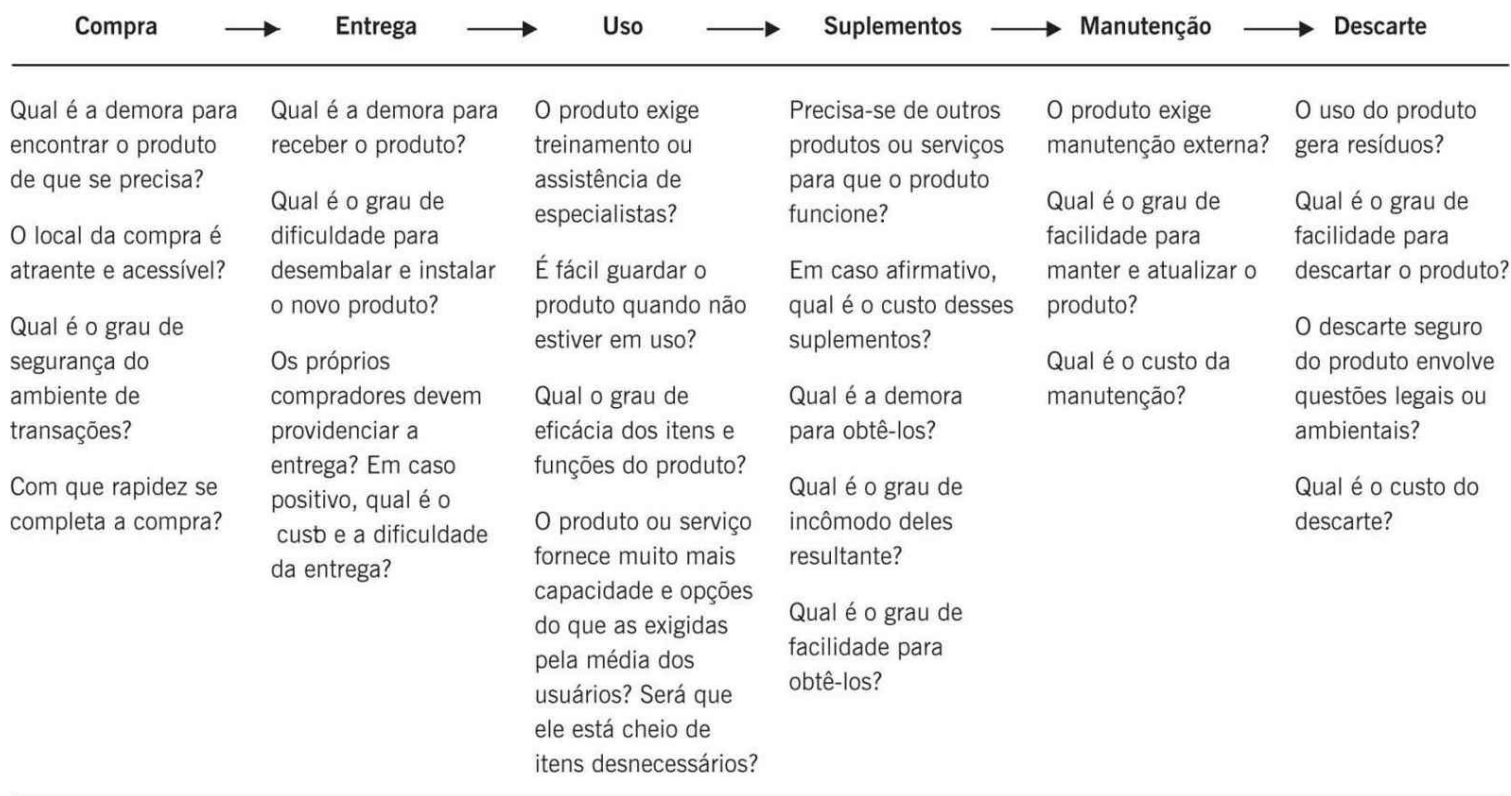 Compra → Entrega → Uso → Suplementos → Manutenção → Descarte
Qual é a demora para
encontrar o produto
de que se precisa?
O local da compra é
atraente e acessível?
Qual é o grau de
segurança do
ambiente de
transações?
Com que rapidez se
completa a compra?
Qual é a demora para
receber o produto?
Qual é o grau de
dificuldade para
desembalar e instalar
o novo produto?
Os próprios
compradores devem
providenciar a
entrega? Em caso
positivo, qual é o
custo e a dificuldade
da entrega?
O produto exige
treinamento ou
assistência de
especialistas?
É fácil guardar o
produto quando não
estiver em uso?
Qual o grau de
eficácia dos itens e
funções do produto?
O produto ou serviço
fornece muito mais
capacidade e opções
do que as exigidas
pela média dos
usuários? Será que
ele está cheio de
itens desnecessários?
Precisa-se de outros
produtos ou serviços
para que o produto
funcione?
Em caso afirmativo,
qual é o custo desses
suplementos?
Qual é a demora
para obtê-los?
Qual é o grau de
incômodo deles
resultante?
Qual é o grau de
facilidade para
obtê-los?
O produto exige
manutenção externa?
Qual é o grau de
facilidade para
manter e atualizar o
produto?
Qual é o custo da
manutenção?
O uso do produto
gera resíduos?
Qual é o grau de
facilidade para
descartar o produto?
O descarte seguro
do produto envolve
questões legais ou
ambientais?
Qual é o custo do
descarte?